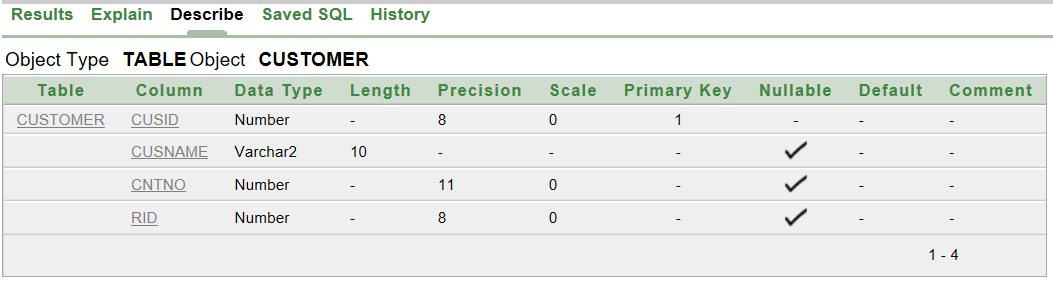 Results Explain Describe Saved SQL History
Object Type TABLE Object CUSTOMER
Table Column Data Type Length Precision Scale Primary Key Nullable Default Comment
CUSTOMER CUSID Number - 8 0 1 - - -
CUSNAME Varchar2 10 - - - ✓ - -
CNTNO Number - 11 0 - ✓ - -
RID Number - 8 0 - ✓ - -
1 - 4